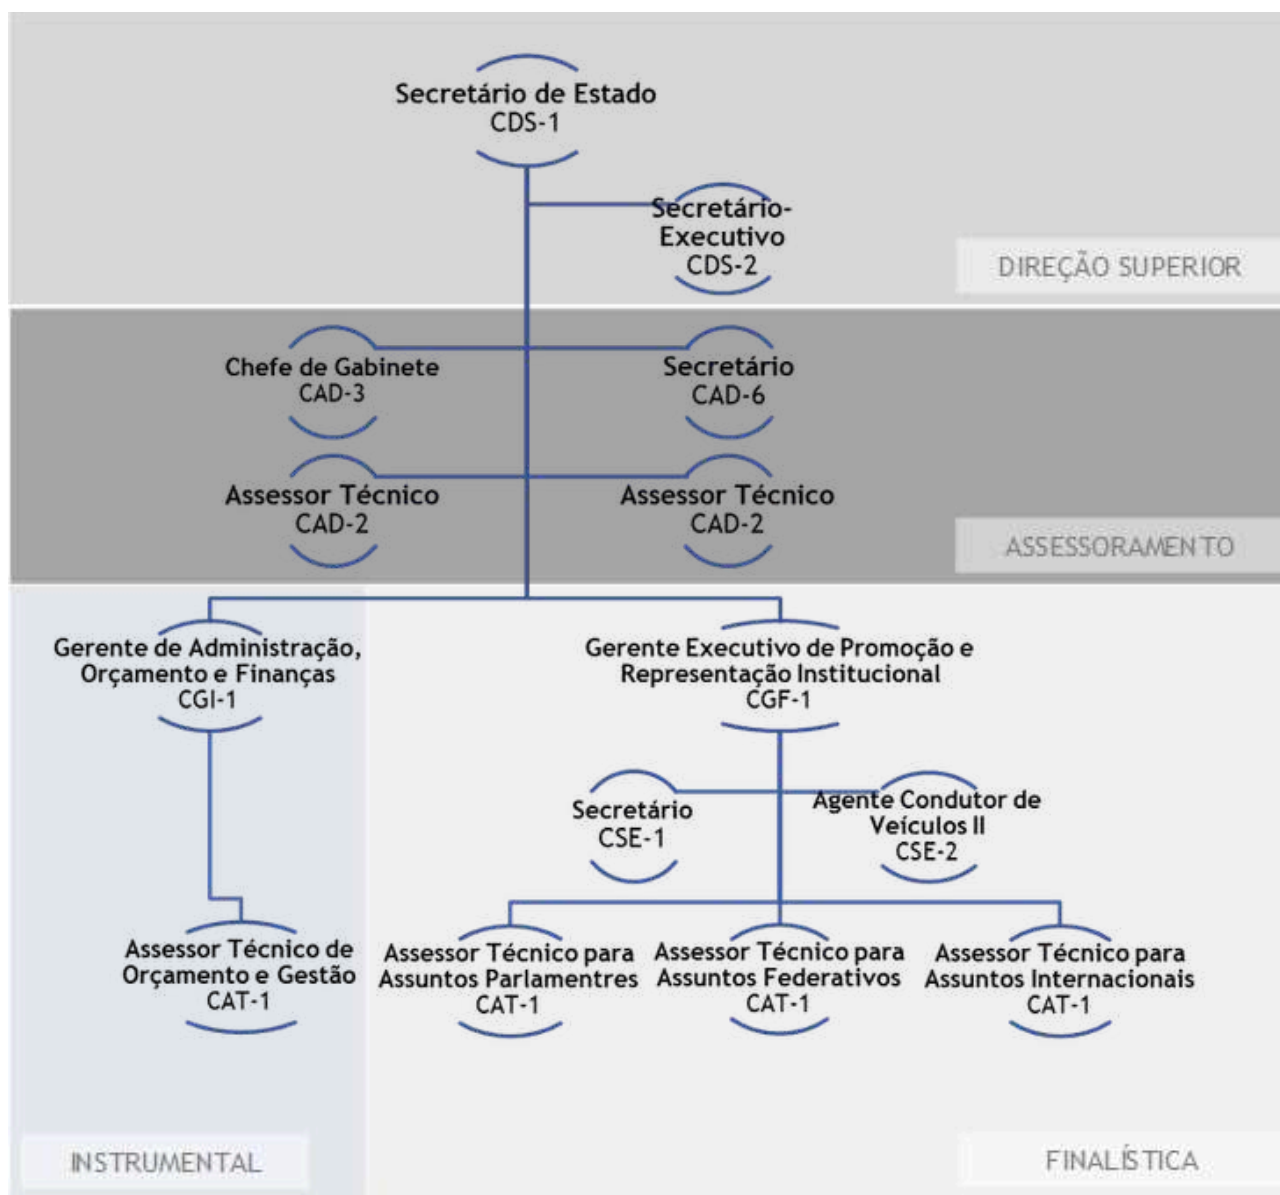 Secretário de Estado
CDS-1
Secretário-
Executivo
CDS-2
DIREÇÃO SUPERIOR
Chefe de Gabinete
CAD-3
Secretário
CAD-6
Assessor Técnico
CAD-2
Assessor Técnico
CAD-2
ASSESSORAMENTO
Gerente de Administração,
Orçamento e Finanças
CGI-1
Gerente Executivo de Promoção e
Representação Institucional
CGF-1
Secretário
CSE-1
Agente Condutor de
Veículos II
CSE-2
Assessor Técnico de
Orçamento e Gestão
CAT-1
Assessor Técnico para
Assuntos Parlamentres
CAT-1
Assessor Técnico para
Assuntos Federativos
CAT-1
Assessor Técnico para
Assuntos Internacionais
CAT-1
INSTRUMENTAL
FINALÍSTICA